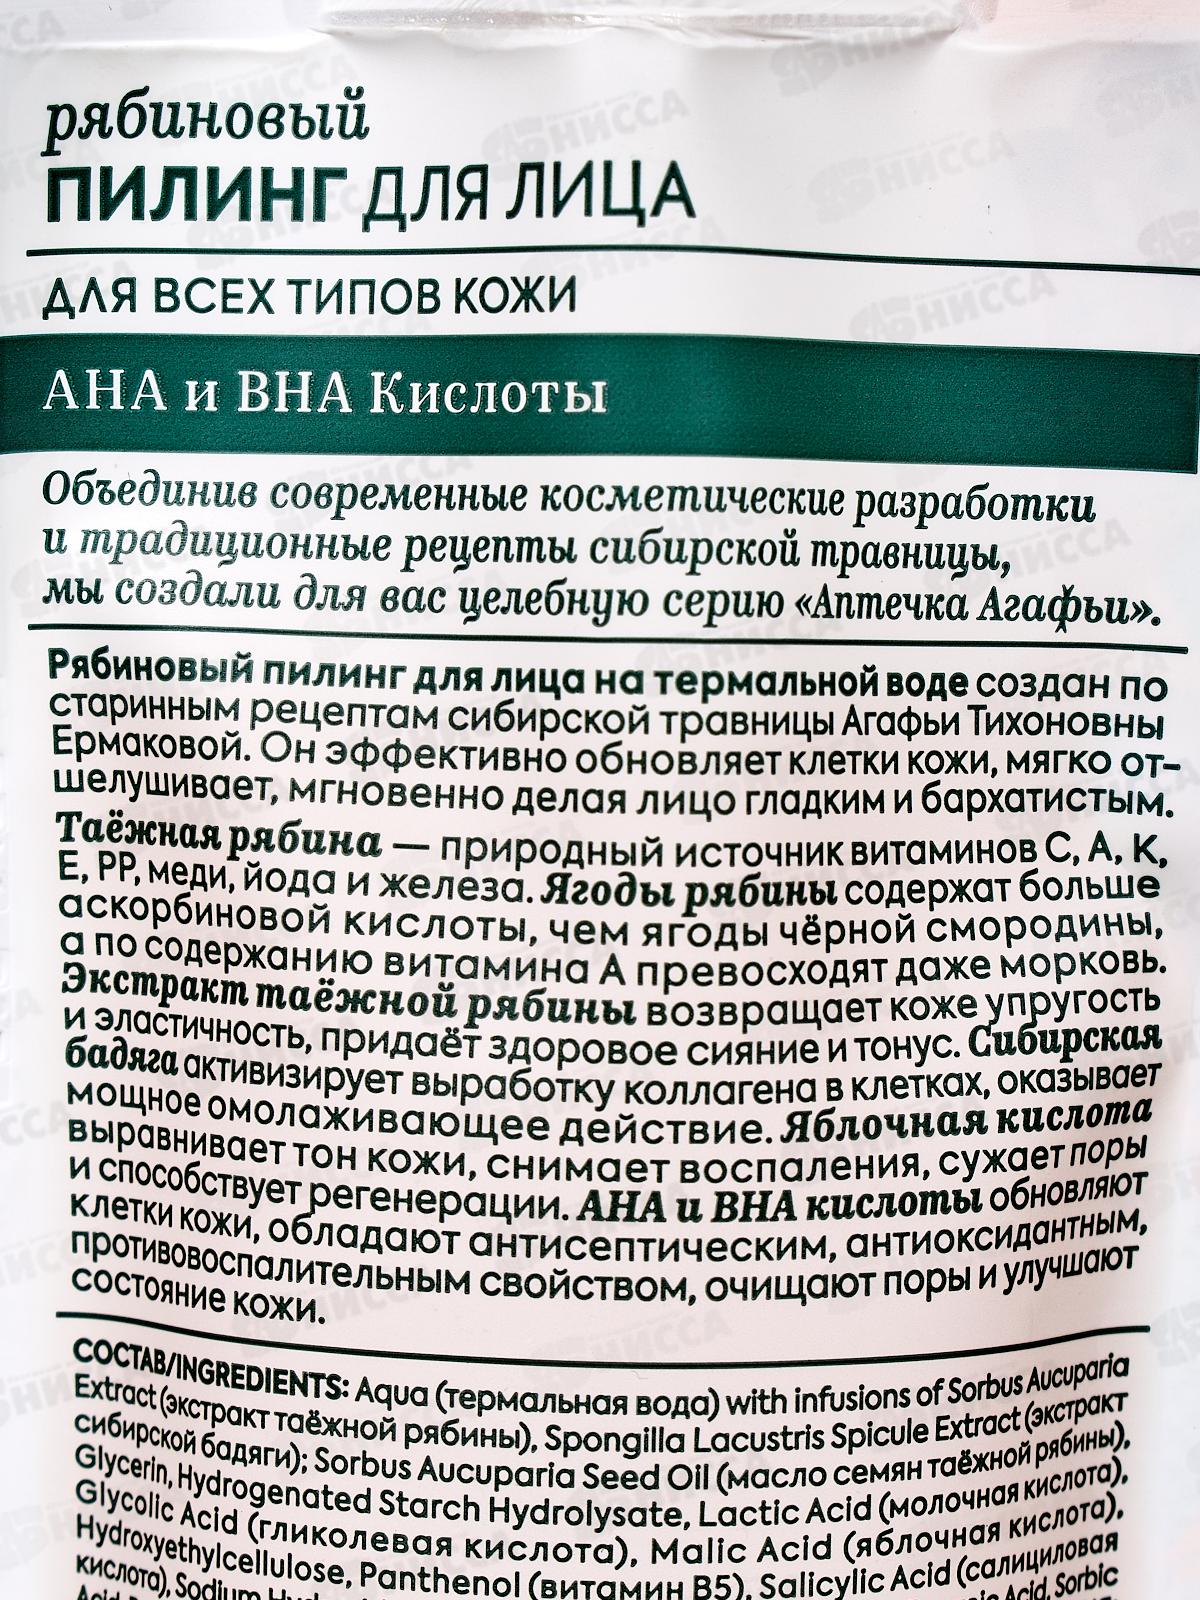 рябиновый
ПИЛИНГ ДЛЯ ЛИЦА
ДЛЯ ВСЕХ ТИПОВ КОЖИ
АНА и ВНА Кислоты
Объединив современные косметические разработки
и традиционные рецепты сибирской травницы,
мы создали для вас целебную серию «Аптечка Агафьи».
Рябиновый пилинг для лица на термальной воде создан по
старинным рецептам сибирской травницы Агафьи Тихоновны
Ермаковой. Он эффективно обновляет клетки кожи, мягко от-
шелушивает, мгновенно делая лицо гладким и бархатистым.
Таёжная рябина — природный источник витаминов С, А, К,
Е, РР, меди, йода и железа. Ягоды рябины содержат больше
аскорбиновой кислоты, чем ягоды чёрной смородины,
а по содержанию витамина А превосходят даже морковь.
Экстракт таёжной рябины возвращает коже упругость
и эластичность, придаёт здоровое сияние и тонус. Сибирская
бадяга активизирует выработку коллагена в клетках, оказывает
мощное омолаживающее действие. Яблочная кислота
выравнивает тон кожи, снимает воспаления, сужает поры
и способствует регенерации. АНА и ВНА кислоты обновляют
клетки кожи, обладают антисептическим, антиоксидантным,
противовоспалительным свойством, очищают поры и улучшают
состояние кожи.
СОСТАВ/INGREDIENTS: Aqua (термальная вода) with infusions of Sorbus Aucuparia
Extract (экстракт таёжной рябины), Spongilla Lacustris Spicule Extract (экстракт
сибирской бадяги); Sorbus Aucuparia Seed Oil (масло семян таёжной рябины),
Glycerin, Hydrogenated Starch Hydrolysate, Lactic Acid (молочная кислота),
Glycolic Acid (гликолевая кислота), Malic Acid (яблочная кислота),
Hydroxyethylcellulose, Panthenol (витамин В5), Salicylic Acid (салициловая
кислота), Sodium Acid, Sorbic
НИССА